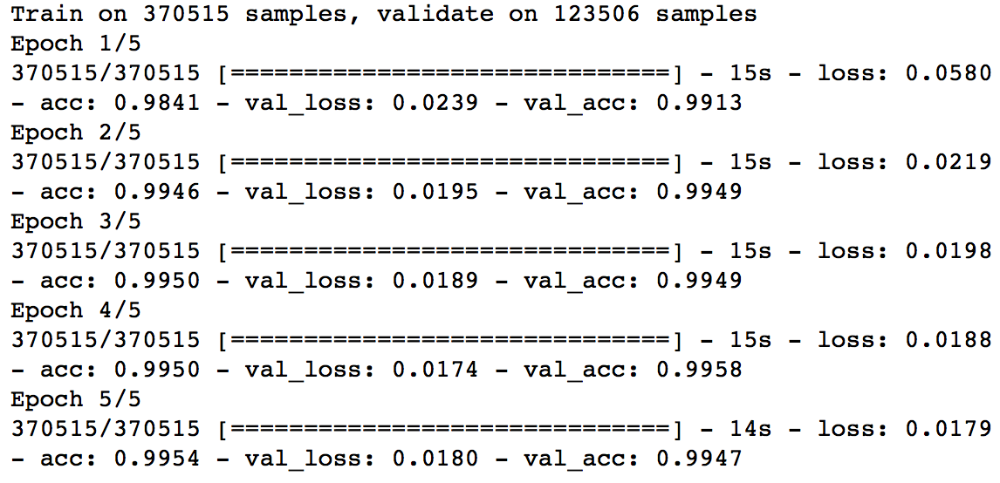 Train on 370515 samples, validate on 123506 samples
Epoch 1/5
370515/370515 [==============================] - 15s - loss: 0.0580
- acc: 0.9841 - val_loss: 0.0239 - val_acc: 0.9913
Epoch 2/5
370515/370515 [==============================] - 15s - loss: 0.0219
- acc: 0.9946 - val_loss: 0.0195 - val_acc: 0.9949
Epoch 3/5
370515/370515 [==============================] - 15s - loss: 0.0198
- acc: 0.9950 - val_loss: 0.0189 - val_acc: 0.9949
Epoch 4/5
370515/370515 [==============================] - 15s - loss: 0.0188
- acc: 0.9950 - val_loss: 0.0174 - val_acc: 0.9958
Epoch 5/5
370515/370515 [==============================] - 14s - loss: 0.0179
- acc: 0.9954 - val_loss: 0.0180 - val_acc: 0.9947